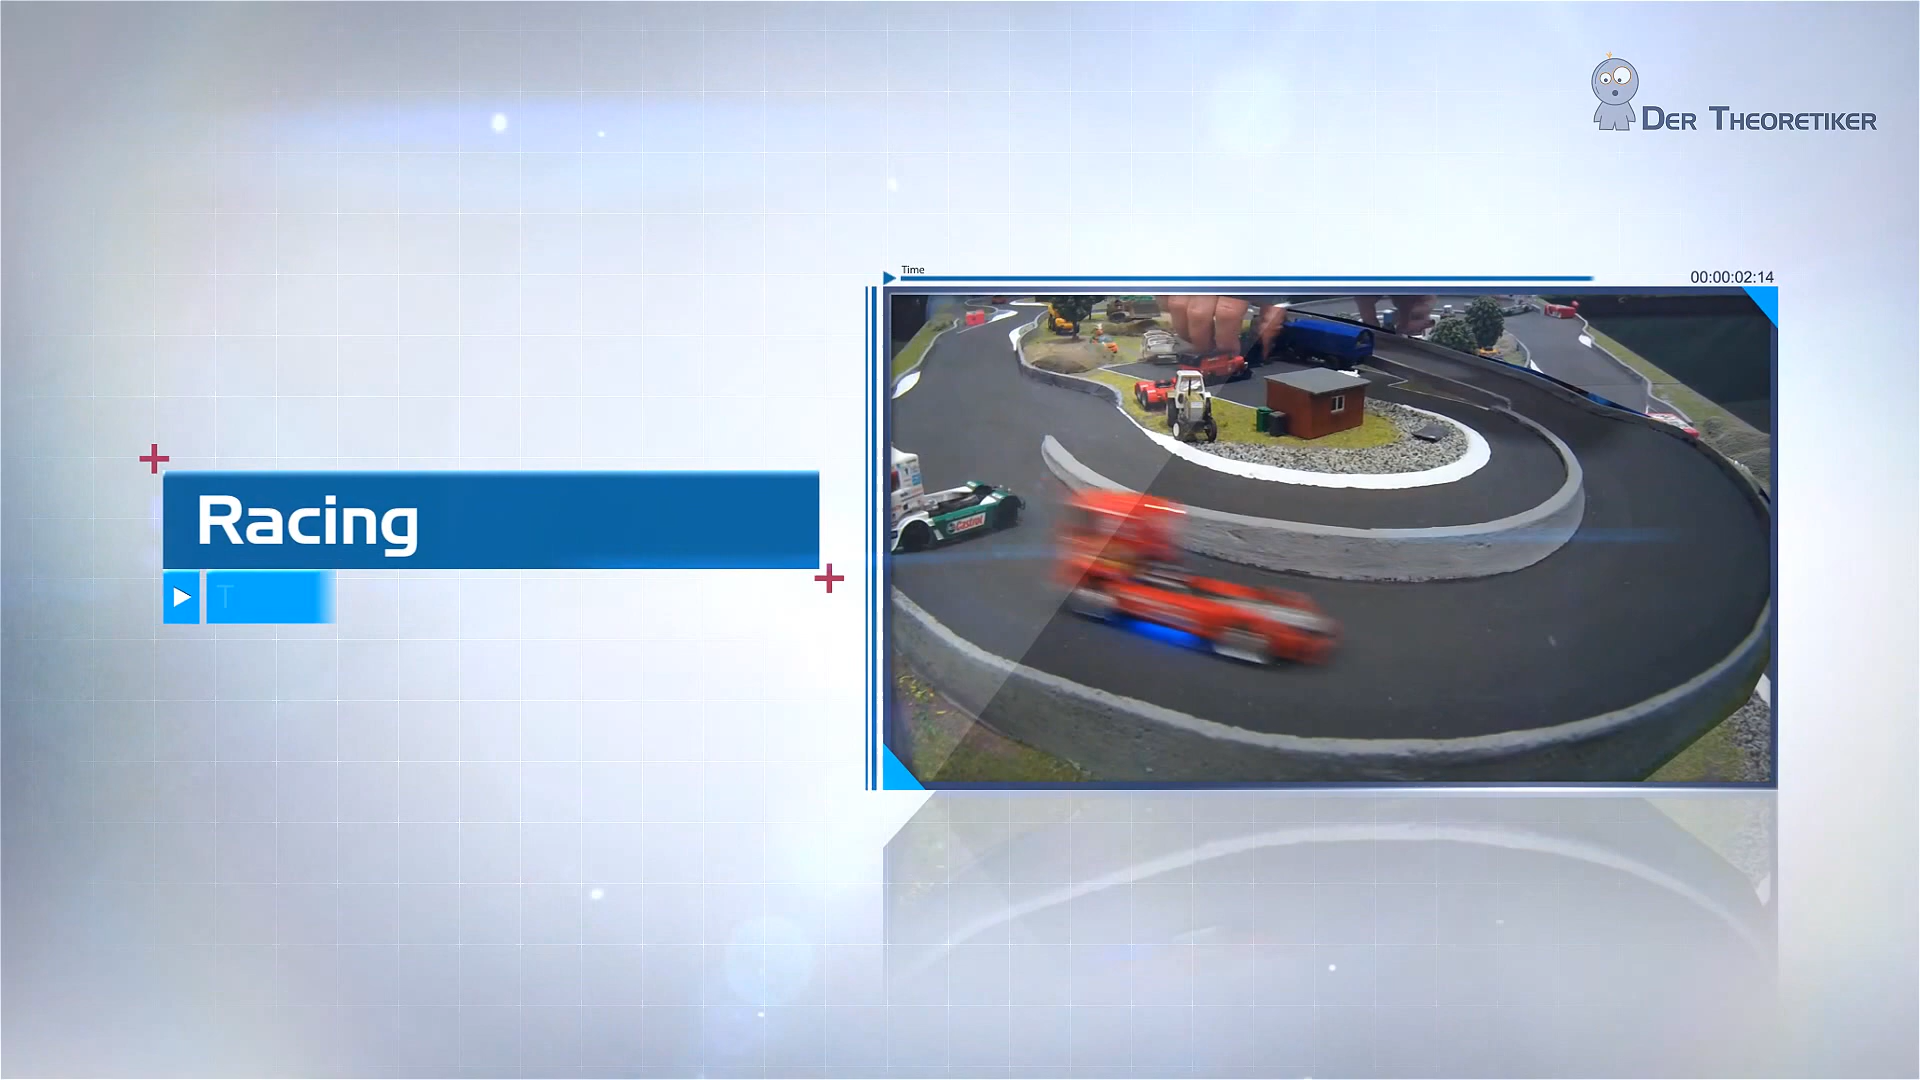 Der Theoretiker
Time
00:00:02:14
Racing
T
Castrol